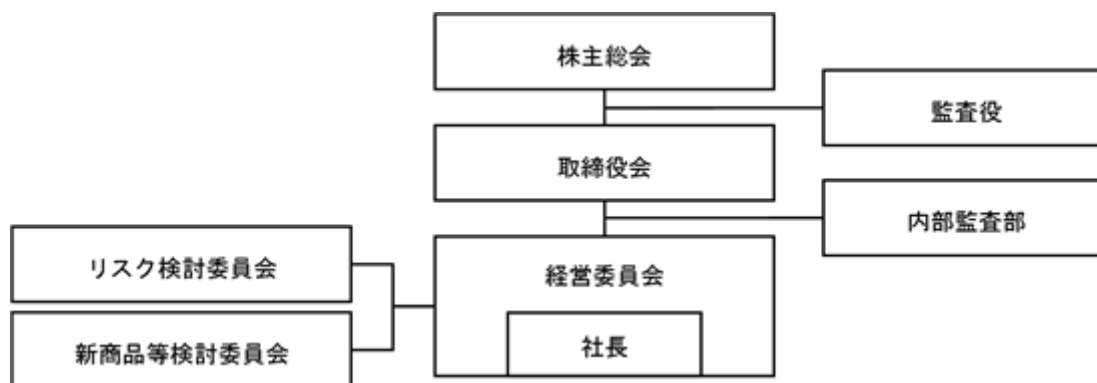 株主総会
監査役
取締役会
内部監査部
リスク検討委員会
経営委員会
社長
新商品等検討委員会